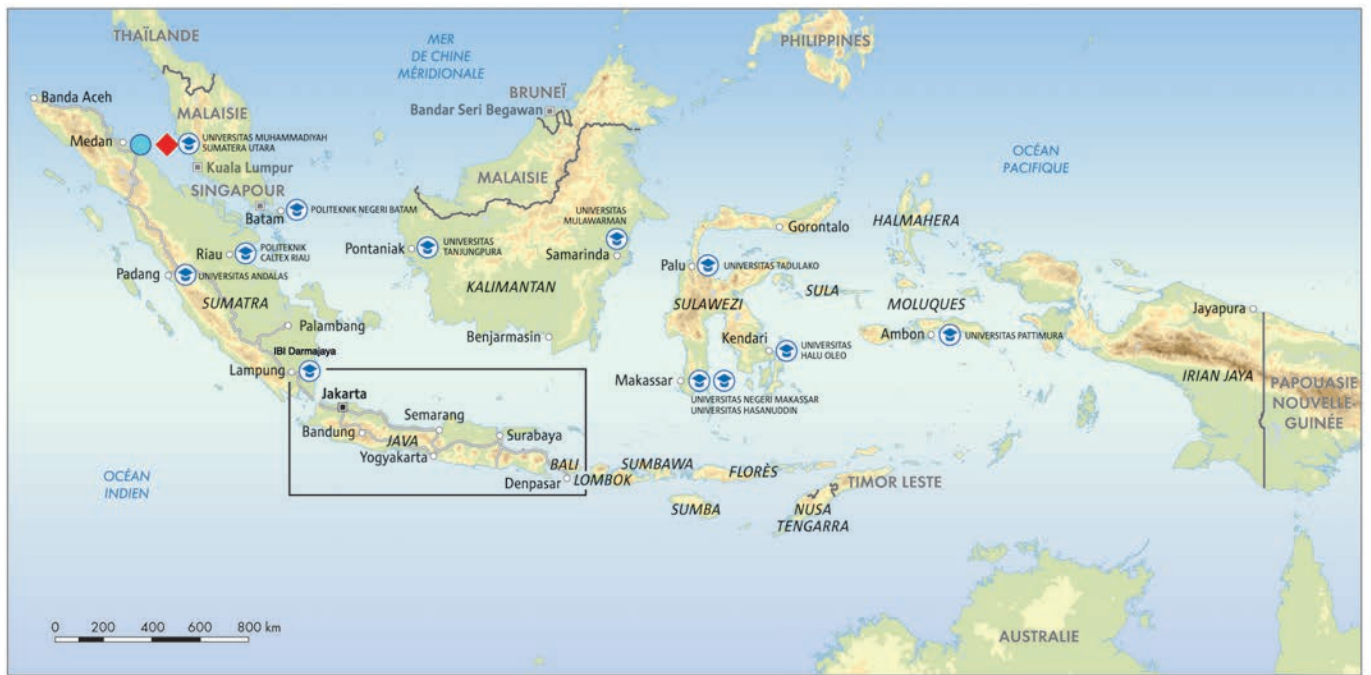 THAÏLANDE
MER
DE CHINE
MÉRIDIONALE
PHILIPPINES
BRUNEÏ
Bandar Seri Begawan
Banda Aceh
MALAISIE
Medan
UNIVERSITAS MUHAMMADIYAH
SUMATERA UTARA
Kuala Lumpur
OCÉAN
PACIFIQUE
MALAISIE
SINGAPOUR
Batam
POLITEKNIK NEGERI BATAM
UNIVERSITAS
MULAWARMAN
HALMAHERA
Gorontalo
Riau
POLITEKNIK
CALTEX RIAU
Pontaniak
UNIVERSITAS
TANJUNGPURA
Samarinda
Padang
UNIVERSITAS ANDALAS
Palu
UNIVERSITAS TADULAKO
KALIMANTAN
SULA
SUMATRA
SULAWEZI
MOLUQUES
Jayapura
Palambang
Benjarmasin
Kendari
UNIVERSITAS
HALU OLEO
Ambon
UNIVERSITAS PATTIMURA
IBI Darmajaya
Lampung
Makassar
UNIVERSITAS NEGERI MAKASSAR
UNIVERSITAS HASANUDDIN
IRIAN JAYA
PAPOUASIE
NOUVELLE-
GUINÉE
Jakarta
Semarang
Bandung
JAVA
Surabaya
Yogyakarta
BALI
SUMBAWA
FLORÈS
OCÉAN
INDIEN
Denpasar
LOMBOK
TIMOR LESTE
SUMBA
NUSA
TENGARRA
0 200 400 600 800 km
AUSTRALIE